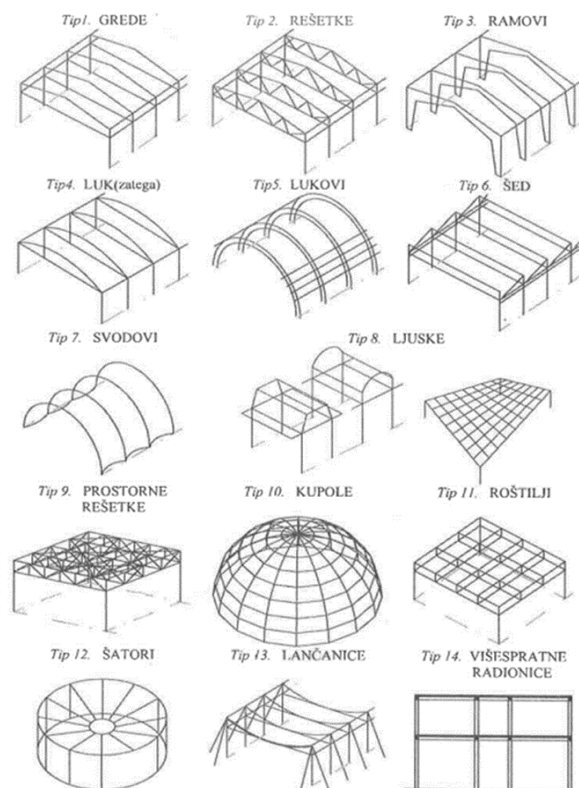 Tip1. GREDE
Tip 2. REŠETKE
Tip 3. RAMOVI
Tip4. LUK(zatega)
Tip5. LUKOVI
Tip 6. ŠED
Tip 7. SVODOVI
Tip 8. LJUSKE
Tip 9. PROSTORNE
REŠETKE
Tip 10. KUPOLE
Tip 11. ROŠTILJI
Tip 12. ŠATORI
Tip 13. LANČANICE
Tip 14. VIŠESPRATNE
RADIONICE